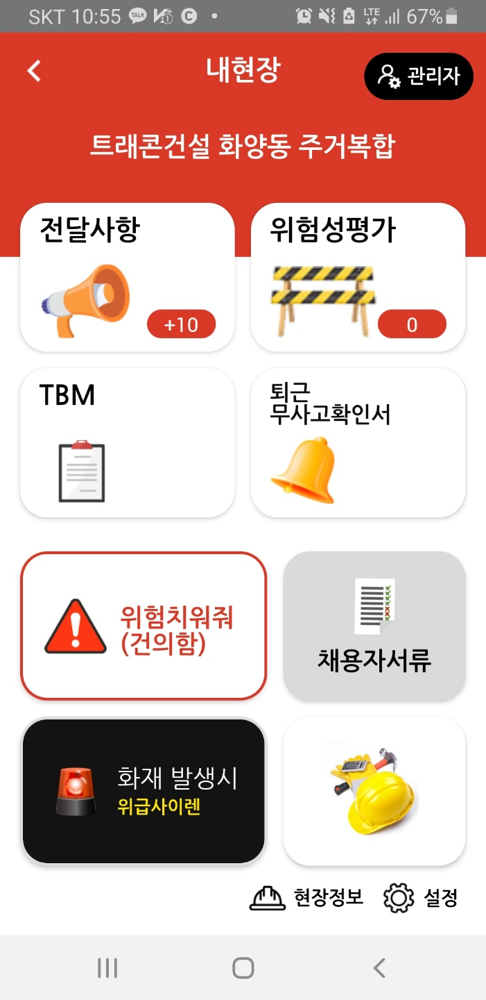 SKT 10:55 TALK LTE 67%
내현장
관리자
트래콘건설 화양동 주거복합
전달사항
+10
위험성평가
0
TBM
퇴근
무사고확인서
위험치워줘
(건의함)
채용자서류
화재 발생시
위급사이렌
현장정보
설정